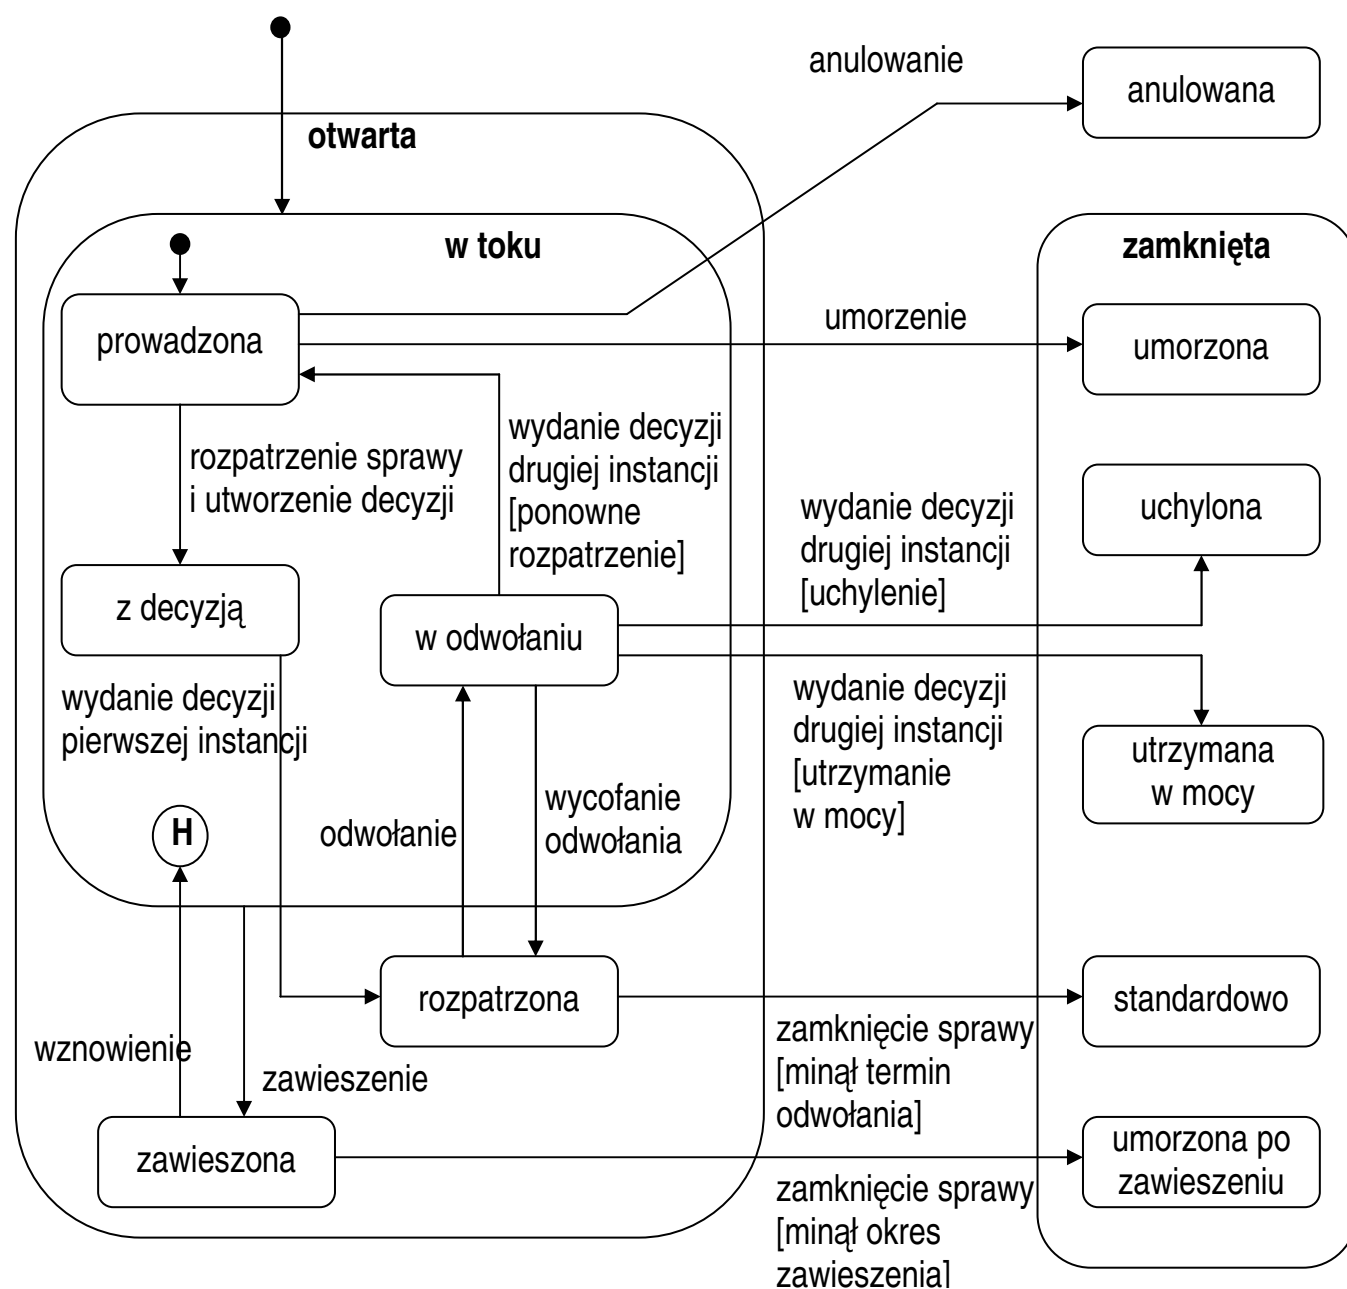 anulowanie
anulowana
otwarta
w toku
zamknięta
prowadzona
umorzenie
umorzona
wydanie decyzji
drugiej instancji
[ponowne
rozpatrzenie]
rozpatrzenie sprawy
i utworzenie decyzji
wydanie decyzji
drugiej instancji
[uchylenie]
uchylona
z decyzją
w odwołaniu
wydanie decyzji
pierwszej instancji
wydanie decyzji
drugiej instancji
[utrzymanie
w mocy]
utrzymana
w mocy
H
odwołanie
wycofanie
odwołania
rozpatrzona
standardowo
wznowienie
zawieszenie
zamknięcie sprawy
[minął termin
odwołania]
zawieszona
umorzona po
zawieszeniu
zamknięcie sprawy
[minął okres
zawieszenia]